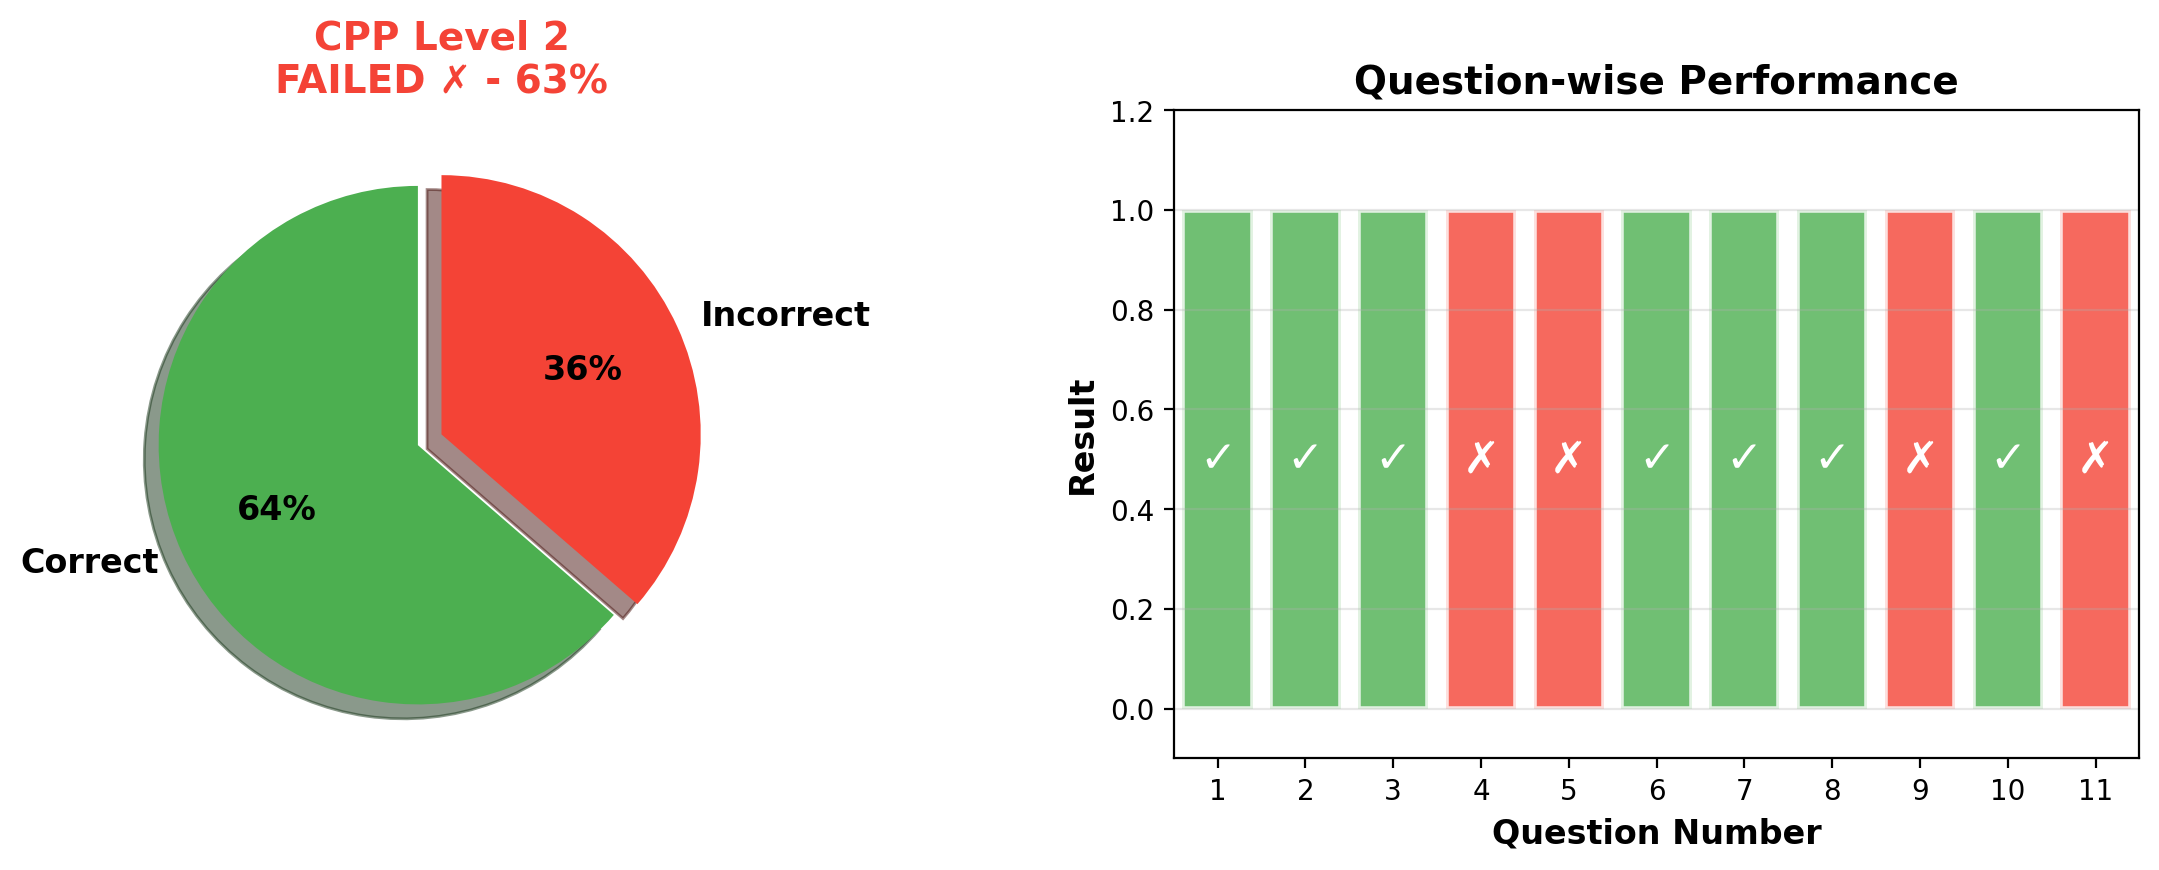 CPP Level 2
FAILED ✗ - 63%
Incorrect
36%
64%
Correct
Question-wise Performance
Result
1.2
1.0
0.8
0.6
0.4
0.2
0.0
✓ ✓ ✓ ✗ ✗ ✓ ✓ ✓ ✗ ✓ ✗
1 2 3 4 5 6 7 8 9 10 11
Question Number